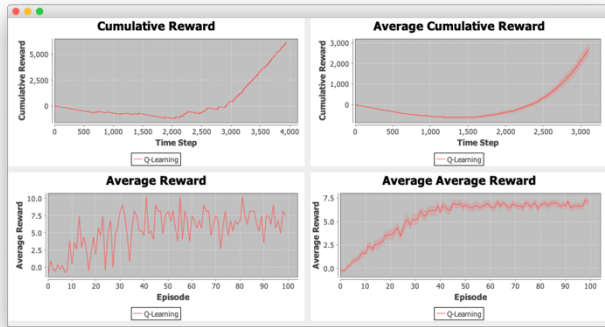 Cumulative Reward
Cumulative Reward
5,000
2,500
0
0 500 1,000 1,500 2,000 2,500 3,000 3,500 4,000
Time Step
Q-Learning
Average Cumulative Reward
Cumulative Reward
3,000
2,000
1,000
0
-1,000
0 500 1,000 1,500 2,000 2,500 3,000
Time Step
Q-Learning
Average Reward
Average Reward
10.0
7.5
5.0
2.5
0.0
0 10 20 30 40 50 60 70 80 90 100
Episode
Q-Learning
Average Average Reward
Average Reward
7.5
5.0
2.5
0.0
0 10 20 30 40 50 60 70 80 90 100
Episode
Q-Learning